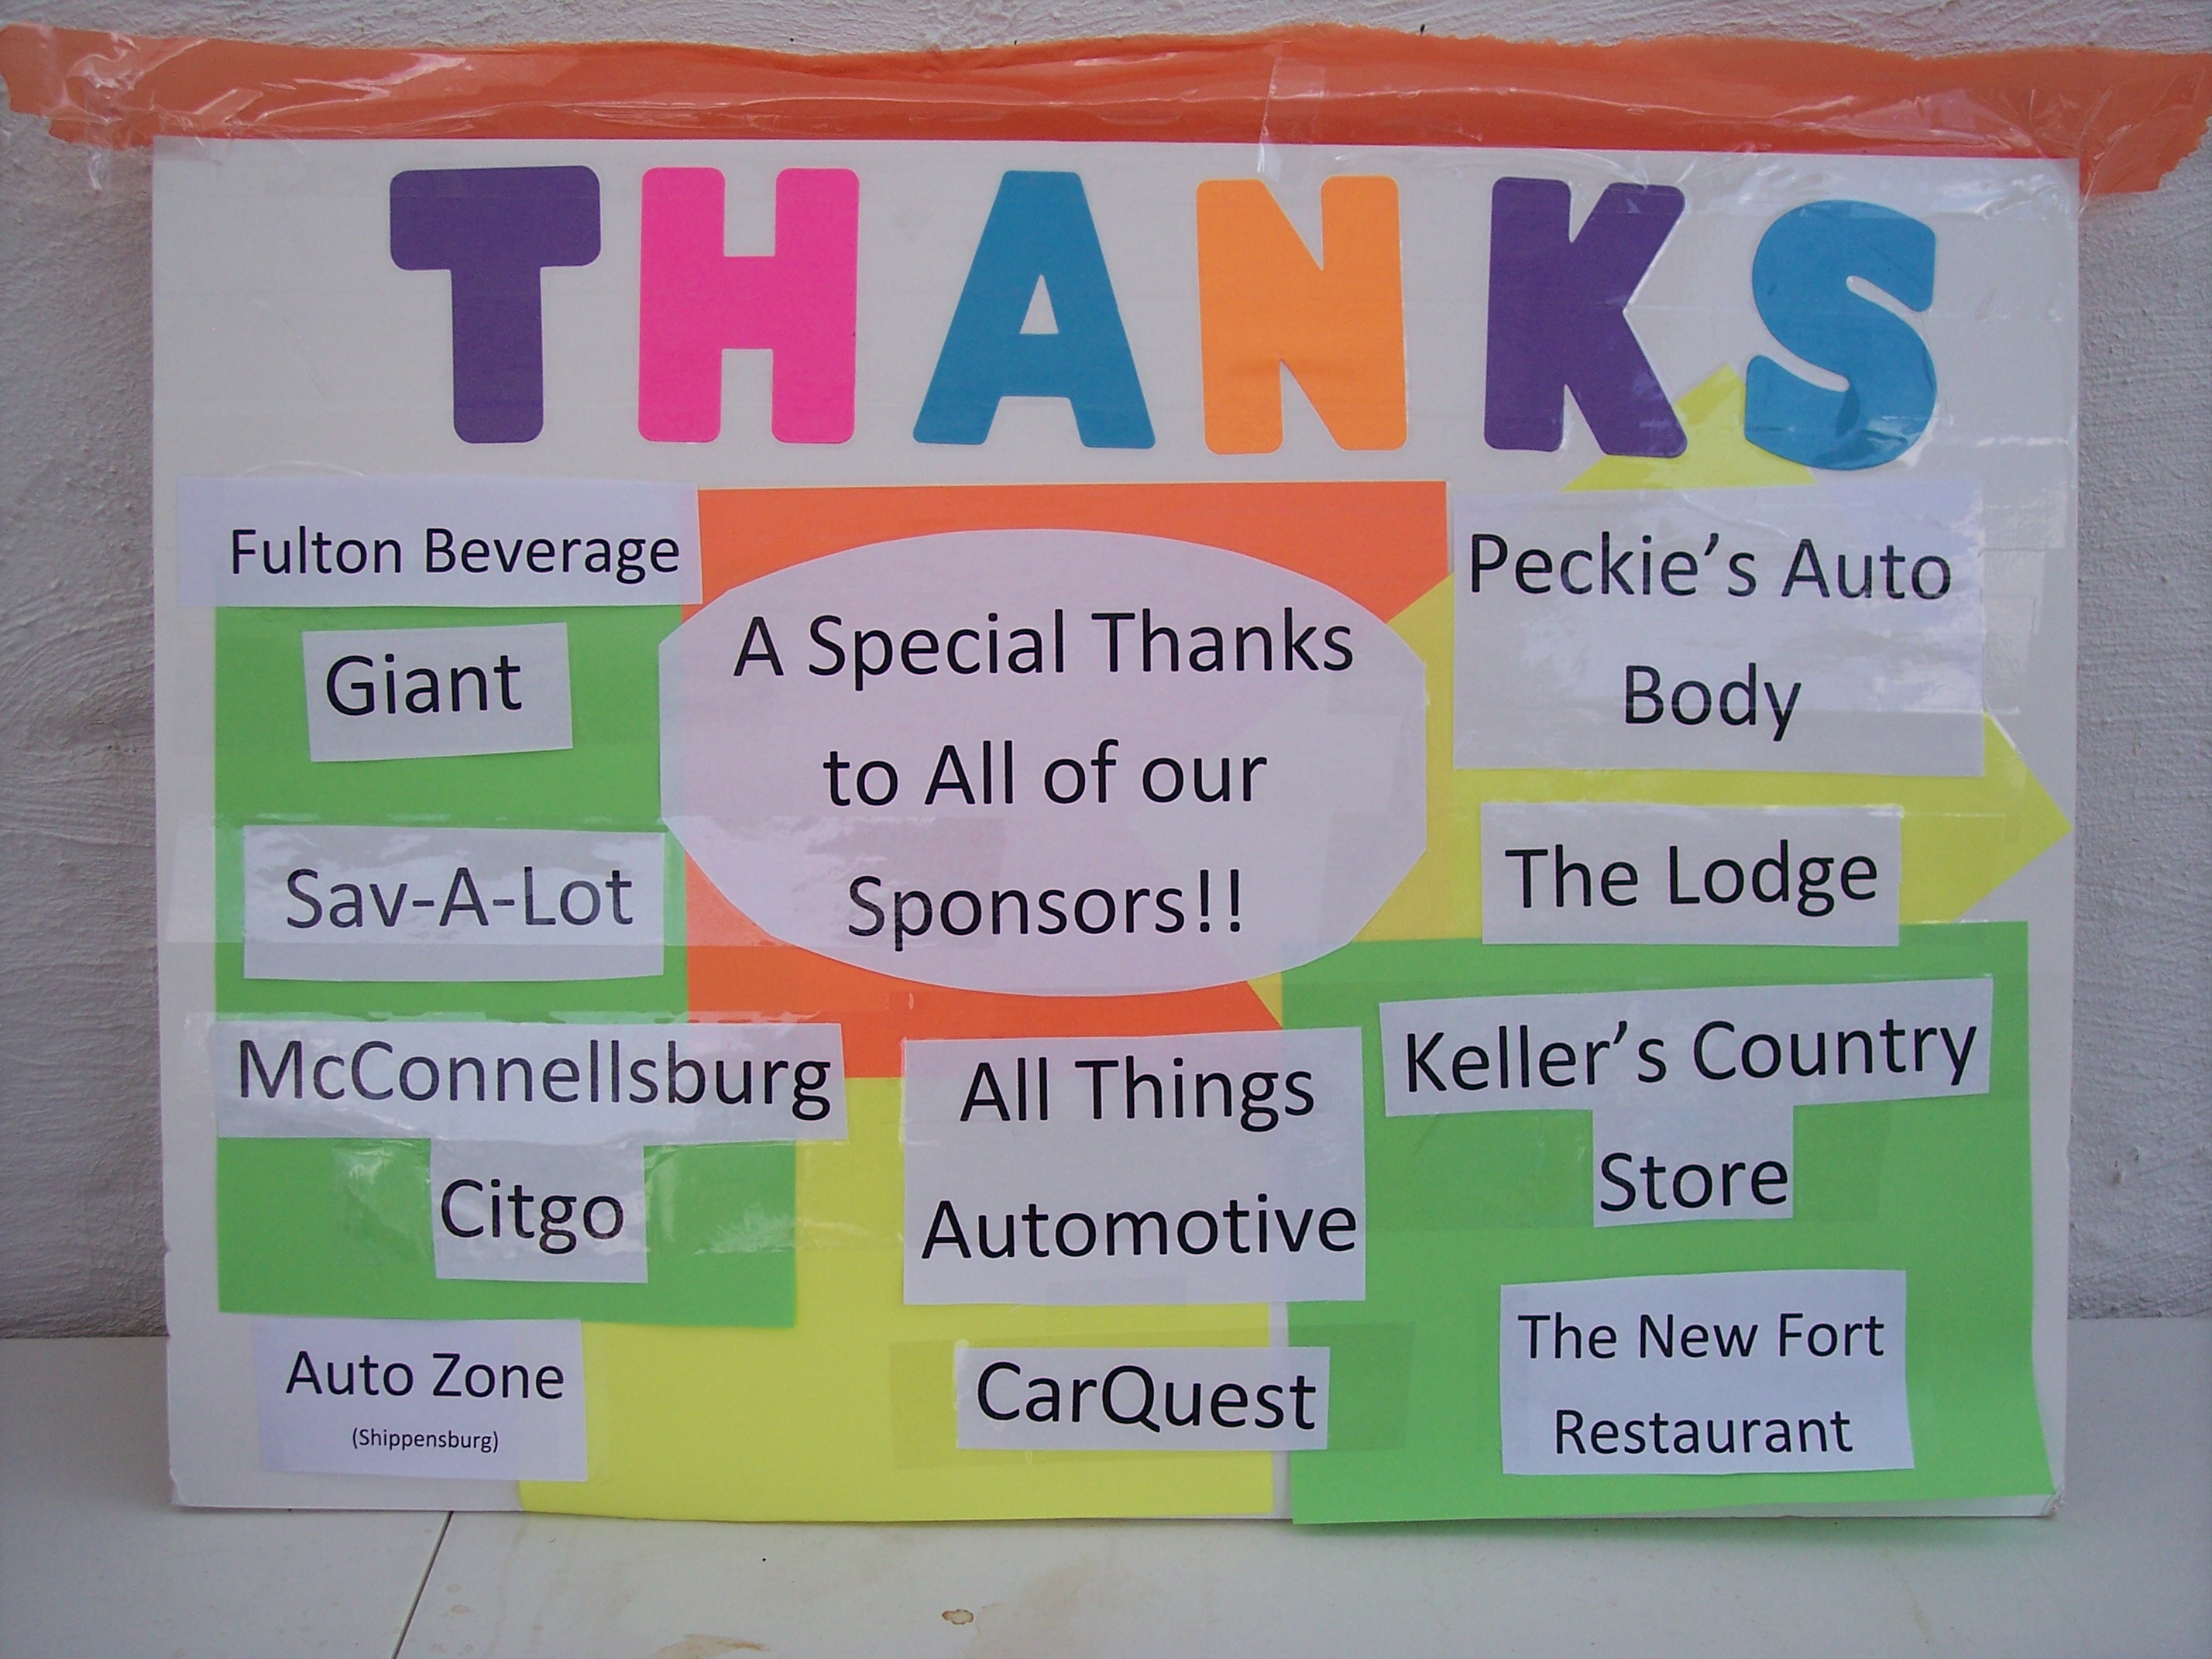 THANKS
Fulton Beverage
Giant
Sav-A-Lot
McConnellsburg
Citgo
Auto Zone
(Shippensburg)
A Special Thanks
to All of our
Sponsors!!
All Things
Automotive
CarQuest
Peckie's Auto
Body
The Lodge
Keller's Country
Store
The New Fort
Restaurant